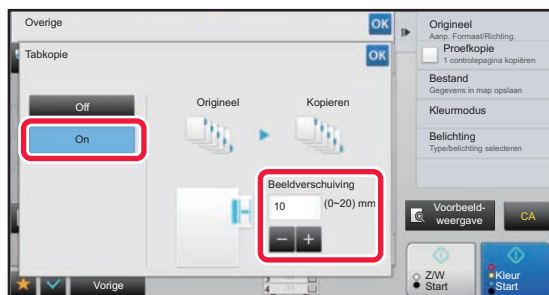 Overige
OK
Tabkopie
OK
Off
On
Origineel
Kopieren
Beeldverschuiving
10
(0~20) mm
Vorige
Origineel
Aanp. Formaat/Richting.
Proefkopie
1 controlepagina kopiëren
Bestand
Gegevens in map opslaan
Kleurmodus
Belichting
Type/belichting selecteren
Voorbeeld-
weergave
CA
Z/W
Start
Kleur
Start